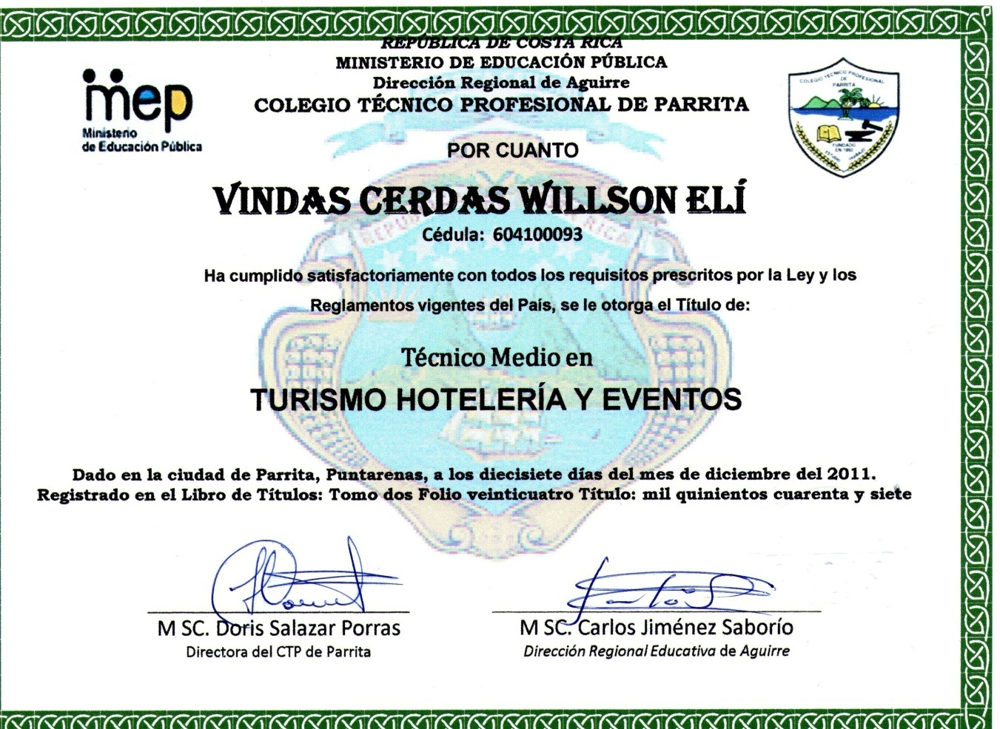 REPÚBLICA DE COSTA RICA
MINISTERIO DE EDUCACIÓN PÚBLICA
Dirección Regional de Aguirre
COLEGIO TÉCNICO PROFESIONAL DE PARRITA
mep
Ministerio
de Educación Pública
COLEGIO TECNICO PROFESIONAL
DE
PARRITA
FUNDADO
ESTUDIO TRABAJO
POR CUANTO
VINDAS CERDAS WILLSON ELÍ
REPUBLICA RICA
Cédula: 604100093
Ha cumplido satisfactoriamente con todos los requisitos prescritos por la Ley y los
Reglamentos vigentes del País, se le otorga el Título de:
Técnico Medio en
TURISMO HOTELERÍA Y EVENTOS
Dado en la ciudad de Parrita, Puntarenas, a los diecisiete días del mes de diciembre del 2011.
Registrado en el Libro de Títulos: Tomo dos Folio veinticuatro Título: mil quinientos cuarenta y siete
M SC. Doris Salazar Porras
Directora del CTP de Parrita
M SC. Carlos Jiménez Saborío
Dirección Regional Educativa de Aguirre